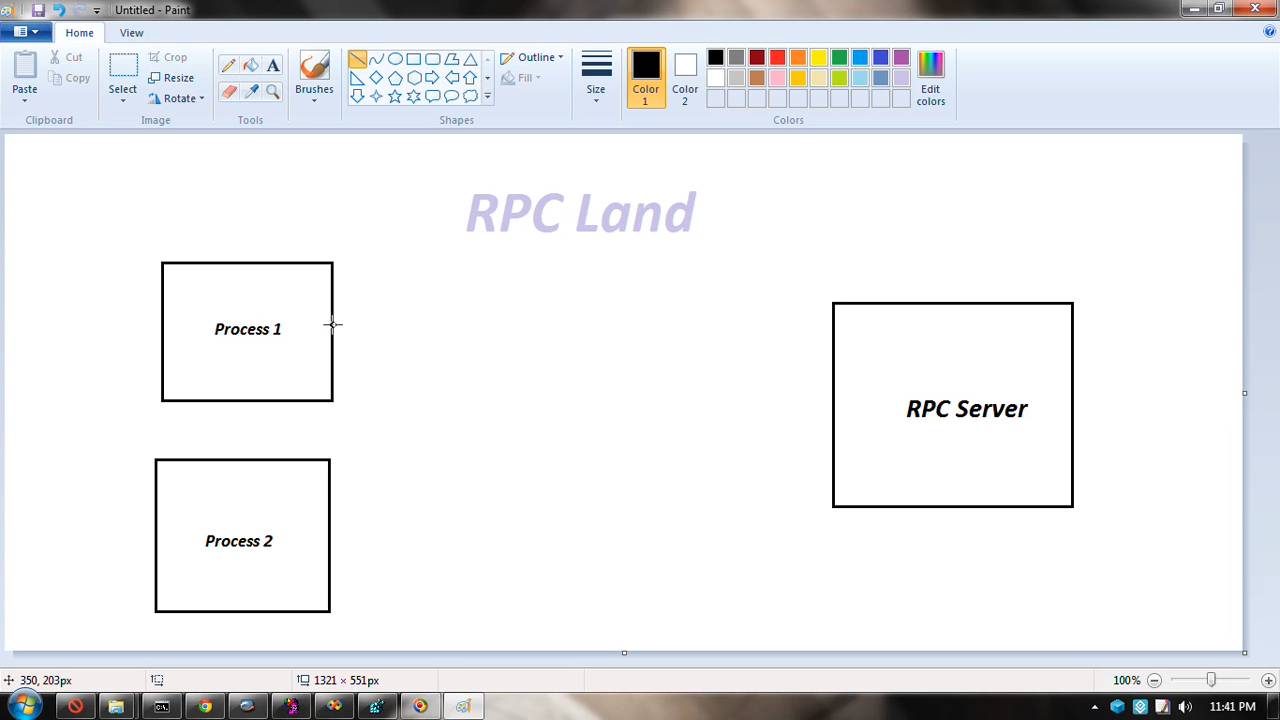 Untitled - Paint
Home View
Paste
Cut
Copy
Clipboard
Select
Crop
Resize
Rotate
Image
Tools
Brushes
Shapes
Outline
Fill
Size
Color 1
Color 2
Edit colors
Colors
RPC Land
Process 1
RPC Server
Process 2
350, 203px
1321 × 551px
100%
11:41 PM